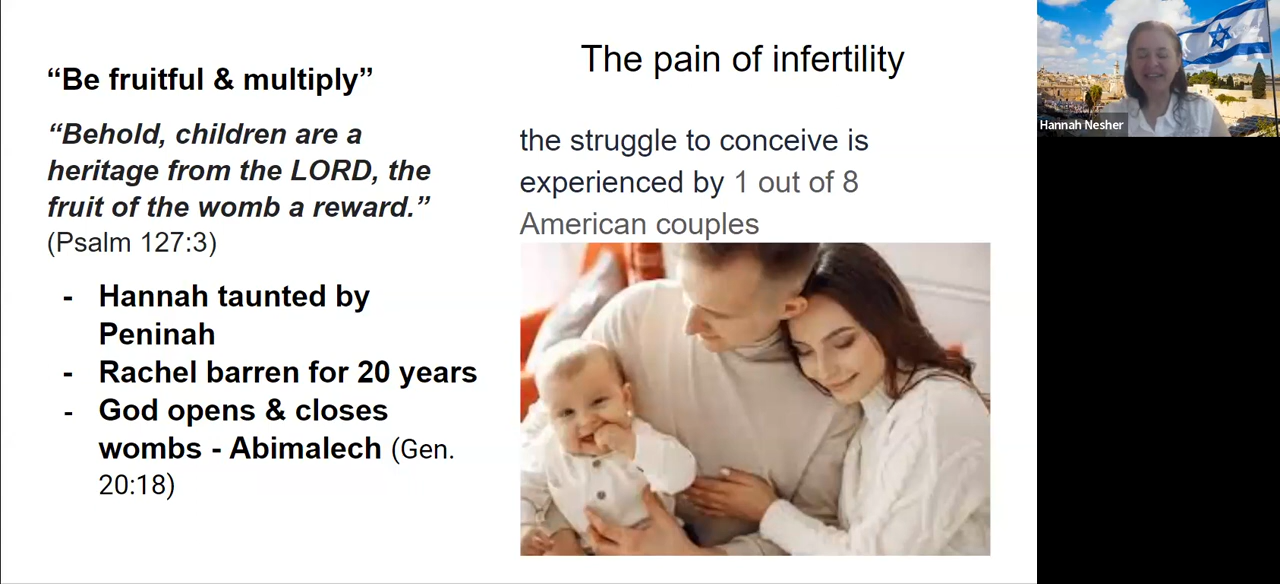 “Be fruitful & multiply”
“Behold, children are a
heritage from the LORD, the
fruit of the womb a reward.”
(Psalm 127:3)
- Hannah taunted by
Peninah
- Rachel barren for 20 years
- God opens & closes
wombs - Abimalech (Gen.
20:18)
The pain of infertility
the struggle to conceive is
experienced by 1 out of 8
American couples
Hannah Nesher